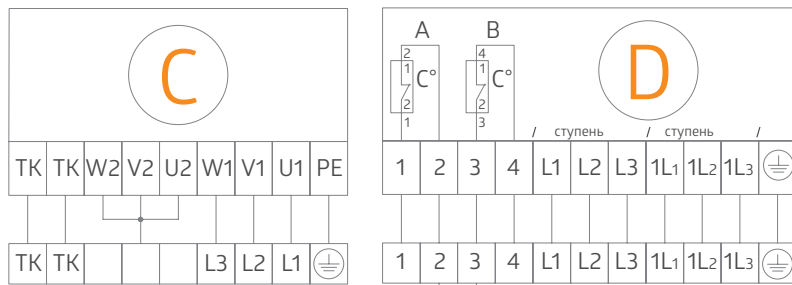 C
TK TK W2 V2 U2 W1 V1 U1 PE
TK TK L3 L2 L1
A B
2 4
1 C° 1 C°
2 2
1 3
D
/ ступень / ступень /
1 2 3 4 L1 L2 L3 1L1 1L2 1L3
1 2 3 4 L1 L2 L3 1L1 1L2 1L3